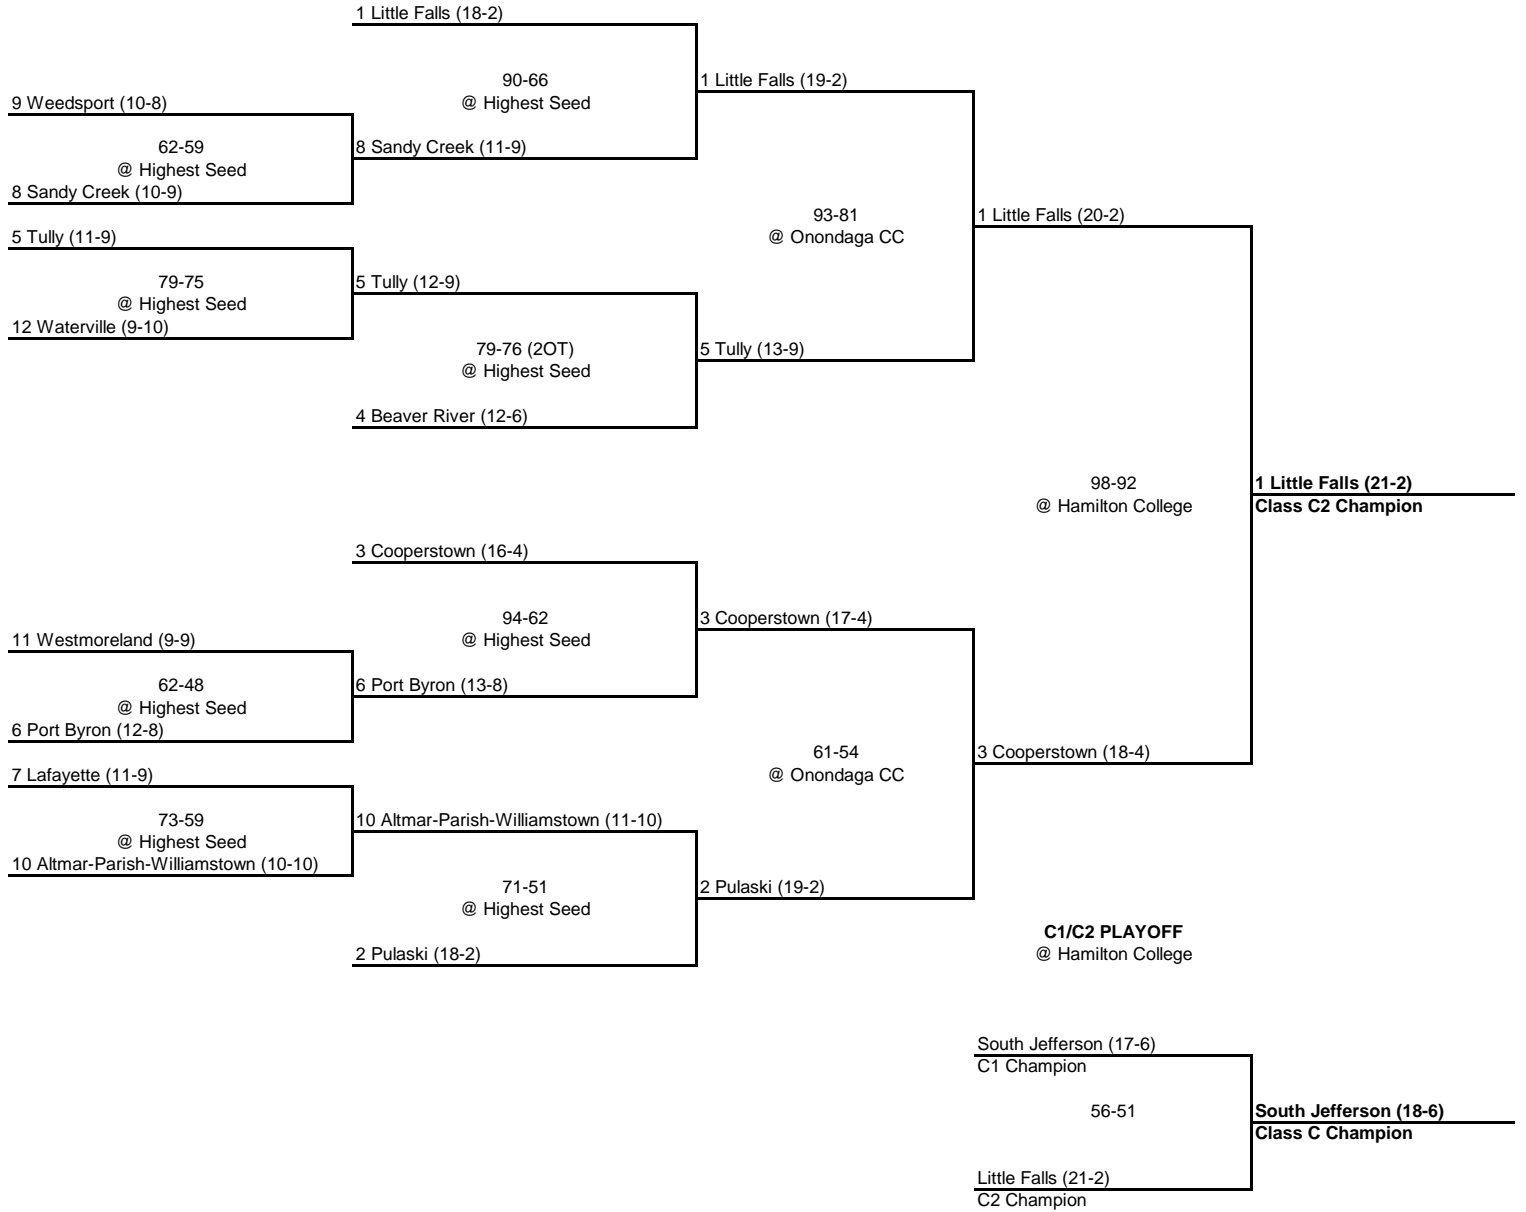 1 Little Falls (18-2)
90-66
@ Highest Seed
1 Little Falls (19-2)
9 Weedsport (10-8)
62-59
@ Highest Seed
8 Sandy Creek (11-9)
8 Sandy Creek (10-9)
93-81
@ Onondaga CC
1 Little Falls (20-2)
5 Tully (11-9)
79-75
@ Highest Seed
5 Tully (12-9)
12 Waterville (9-10)
79-76 (2OT)
@ Highest Seed
5 Tully (13-9)
4 Beaver River (12-6)
98-92
@ Hamilton College
1 Little Falls (21-2)
Class C2 Champion
3 Cooperstown (16-4)
94-62
@ Highest Seed
3 Cooperstown (17-4)
11 Westmoreland (9-9)
62-48
@ Highest Seed
6 Port Byron (13-8)
6 Port Byron (12-8)
61-54
@ Onondaga CC
3 Cooperstown (18-4)
7 Lafayette (11-9)
73-59
@ Highest Seed
10 Altmar-Parish-Williamstown (11-10)
10 Altmar-Parish-Williamstown (10-10)
71-51
@ Highest Seed
2 Pulaski (19-2)
2 Pulaski (18-2)
C1/C2 PLAYOFF
@ Hamilton College
South Jefferson (17-6)
C1 Champion
56-51
South Jefferson (18-6)
Class C Champion
Little Falls (21-2)
C2 Champion